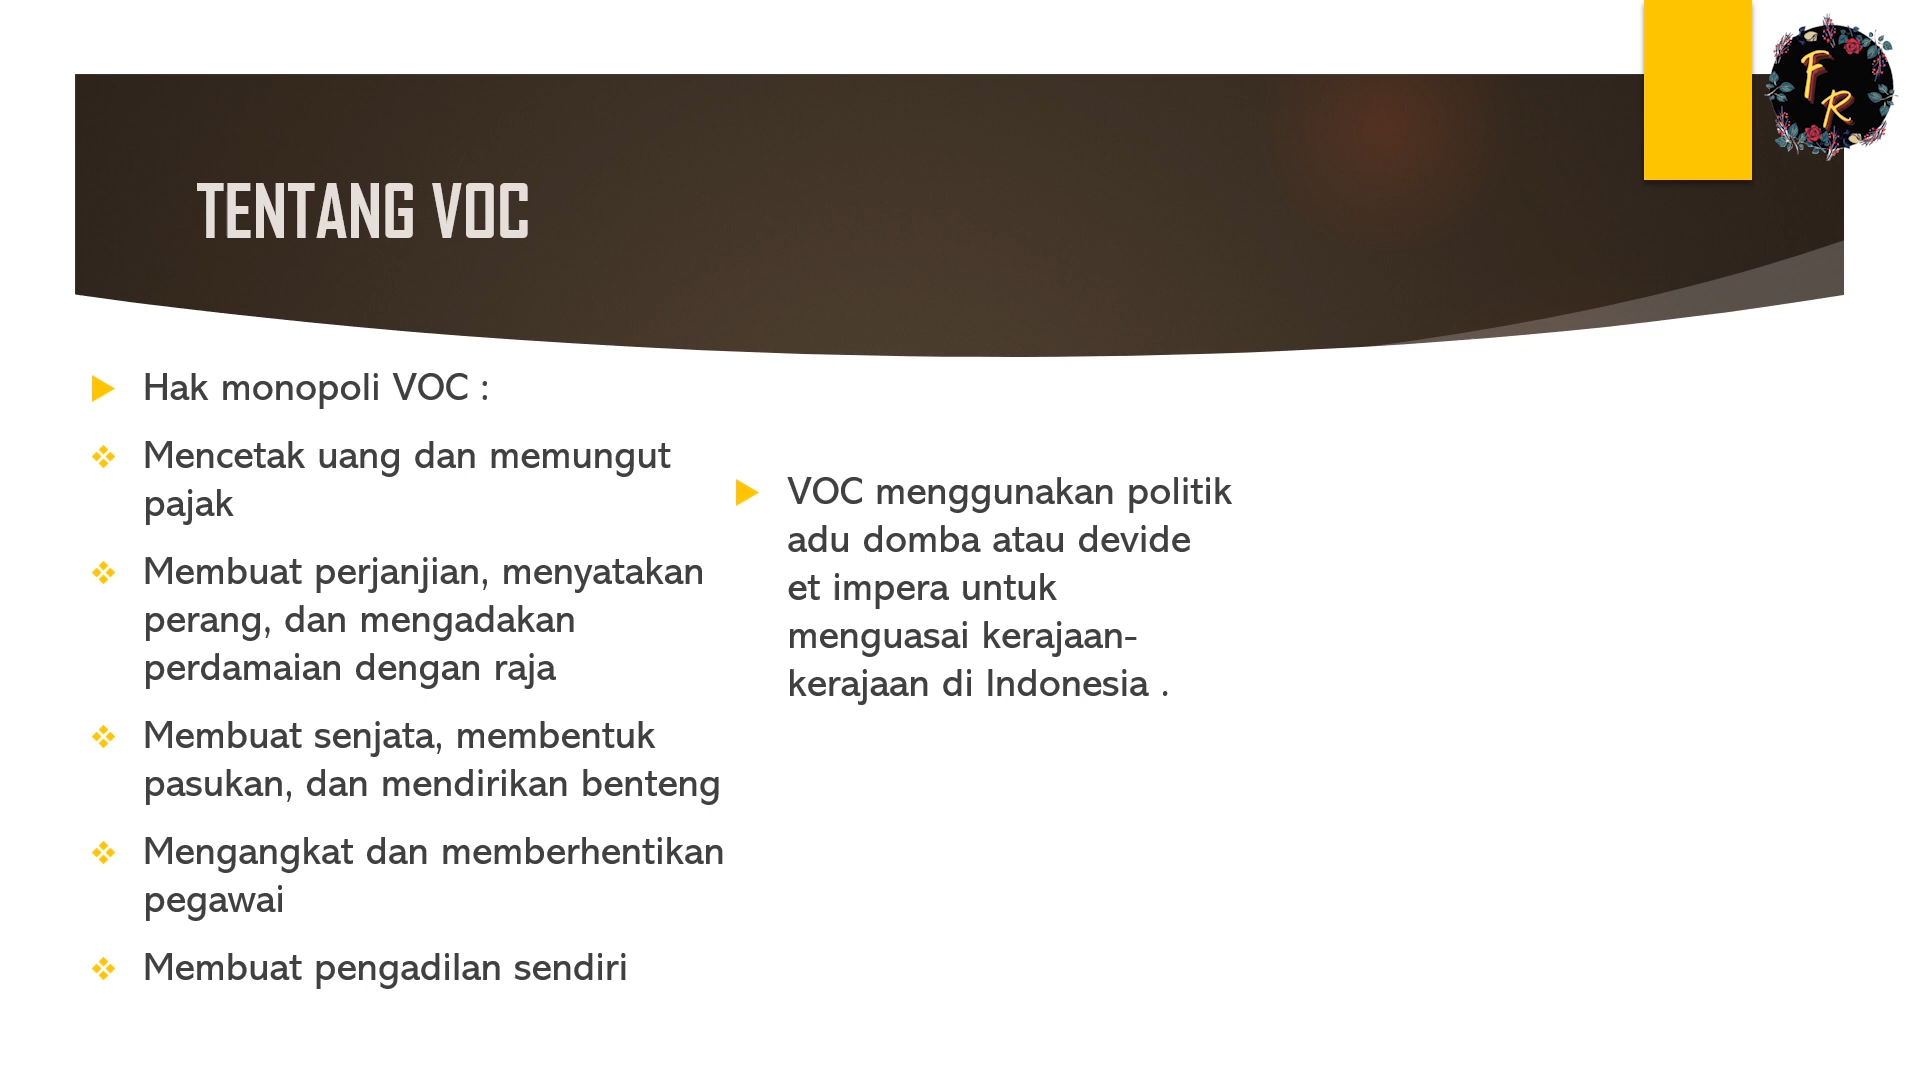 F
R
TENTANG VOC
Hak monopoli VOC :
Mencetak uang dan memungut
pajak
Membuat perjanjian, menyatakan
perang, dan mengadakan
perdamaian dengan raja
Membuat senjata, membentuk
pasukan, dan mendirikan benteng
Mengangkat dan memberhentikan
pegawai
Membuat pengadilan sendiri
VOC menggunakan politik
adu domba atau devide
et impera untuk
menguasai kerajaan-
kerajaan di Indonesia .